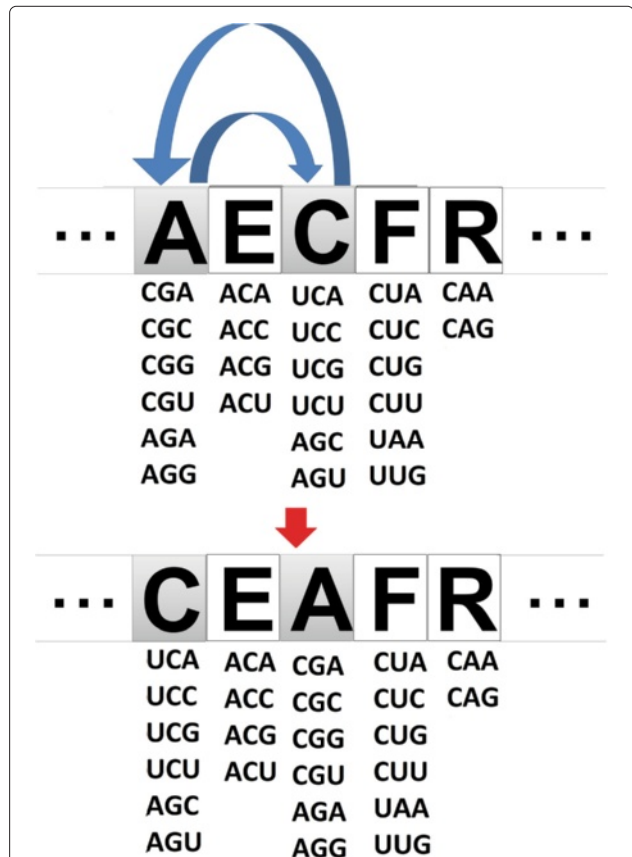 ... A E C F R ...
CGA ACA UCA CUA CAA
CGC ACC UCC CUC CAG
CGG ACG UCG CUG
CGU ACU UCU CUU
AGA AGC UAA
AGG AGU UUG
... C E A F R ...
UCA ACA CGA CUA CAA
UCC ACC CGC CUC CAG
UCG ACG CGG CUG
UCU ACU CGU CUU
AGC AGA UAA
AGU AGG UUG